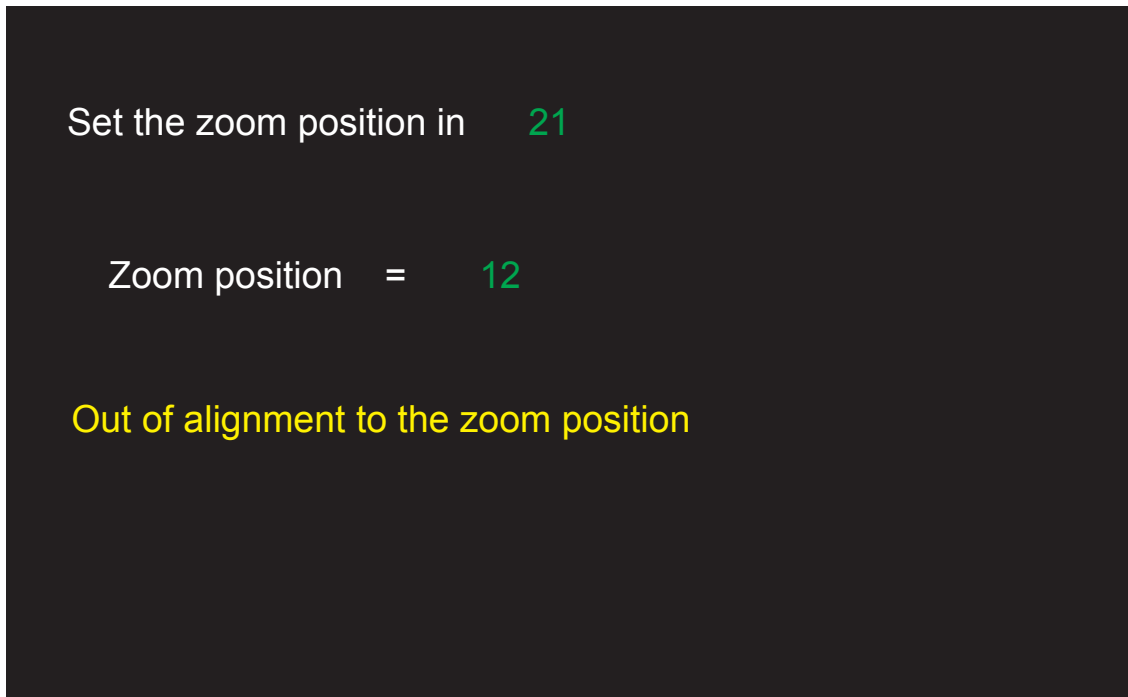 Set the zoom position in 21
Zoom position = 12
Out of alignment to the zoom position